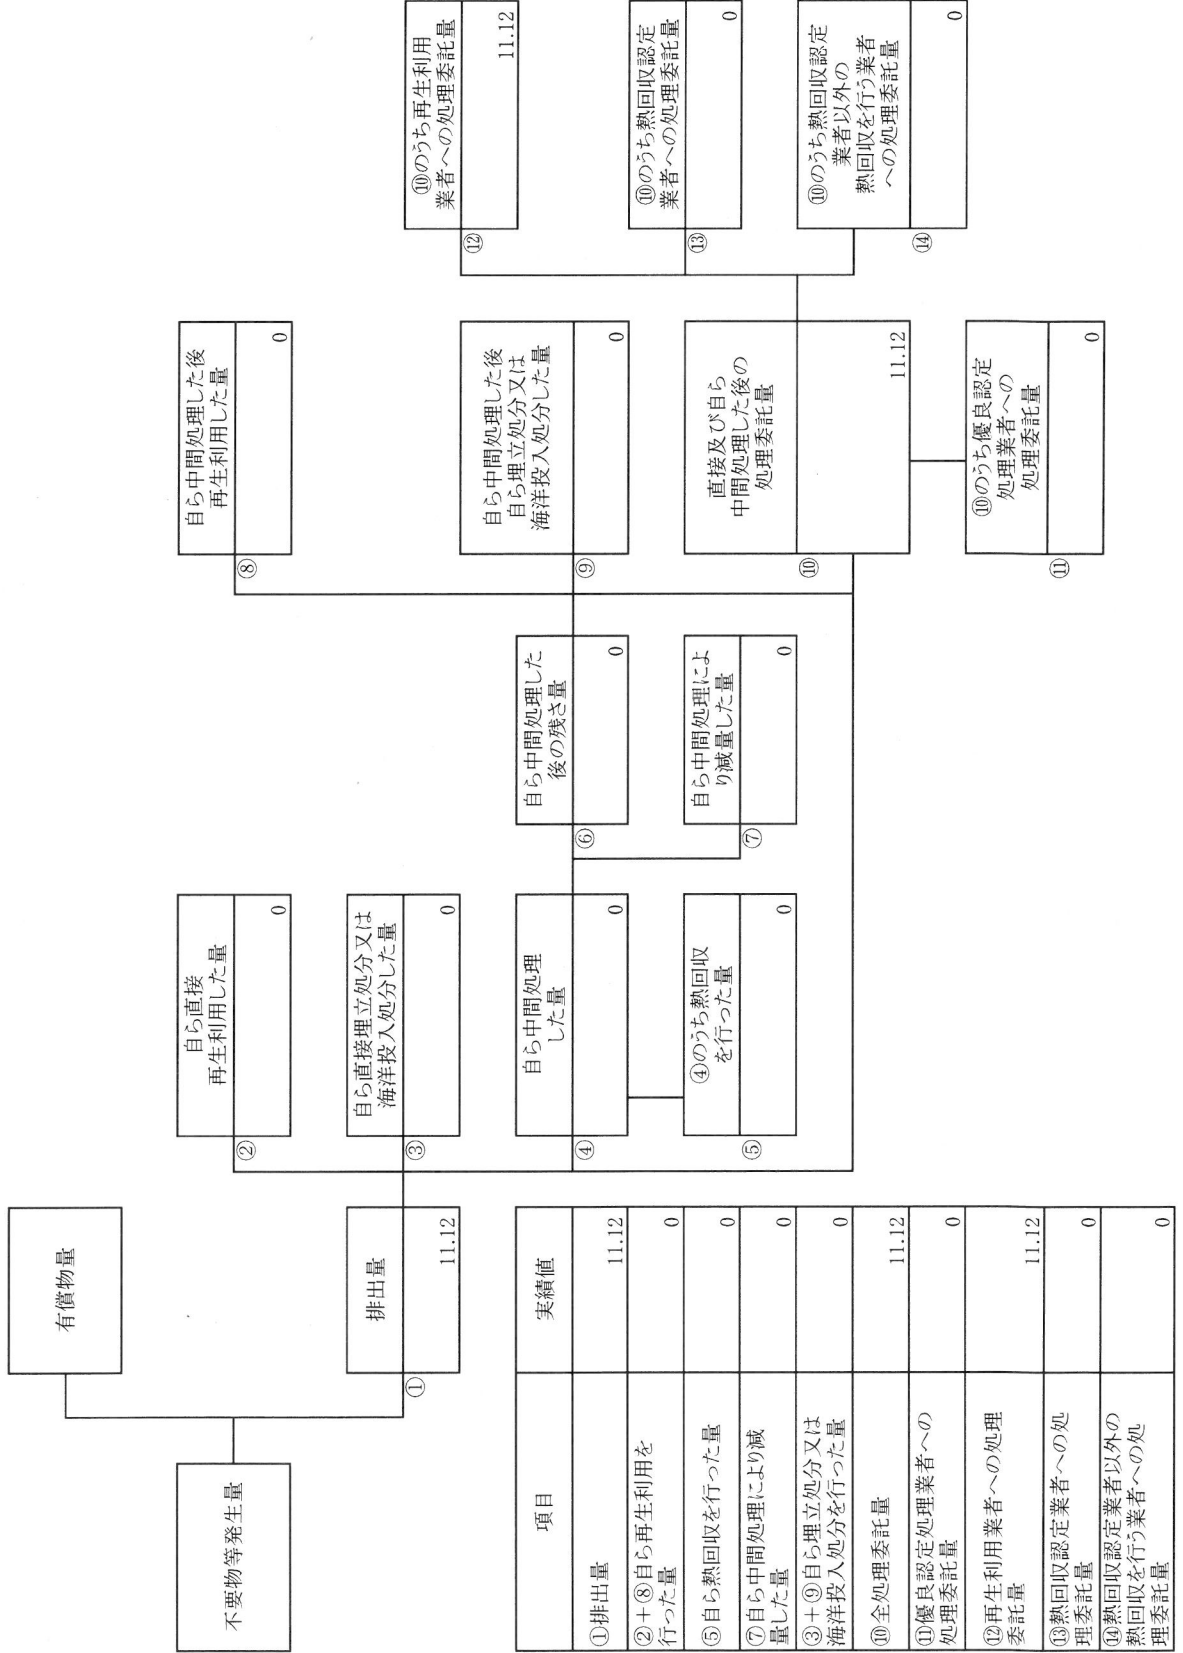 不要物等発生量
有償物量
①
排出量
11.12
②
自ら直接
再生利用した量
0
③
自ら直接埋立処分又は
海洋投入処分した量
0
④
自ら中間処理
した量
0
⑤
④のうち熱回収
を行った量
0
⑥
自ら中間処理した
後の残さ量
0
⑦
自ら中間処理によ
り減量した量
0
⑧
自ら中間処理した後
再生利用した量
0
⑨
自ら中間処理した後
自ら埋立処分又は
海洋投入処分した量
0
⑩
直接及び自ら
中間処理した後の
処理委託量
11.12
⑪
⑩のうち優良認定
処理業者への
処理委託量
0
⑫
⑩のうち再生利用
業者への処理委託量
11.12
⑬
⑩のうち熱回収認定
業者への処理委託量
0
⑭
⑩のうち熱回収認定
業者以外の
熱回収を行う業者
への処理委託量
0
項目 実績値
①排出量 11.12
②+⑧自ら再生利用を
行った量 0
⑤自ら熱回収を行った量 0
⑦自ら中間処理により減
量した量 0
③+⑨自ら埋立処分又は
海洋投入処分を行った量 0
⑩全処理委託量 11.12
⑪優良認定処理業者への
処理委託量 0
⑫再生利用業者への処理
委託量 11.12
⑬熱回収認定業者への処
理委託量 0
⑭熱回収認定業者以外の
熱回収を行う業者への処
理委託量 0